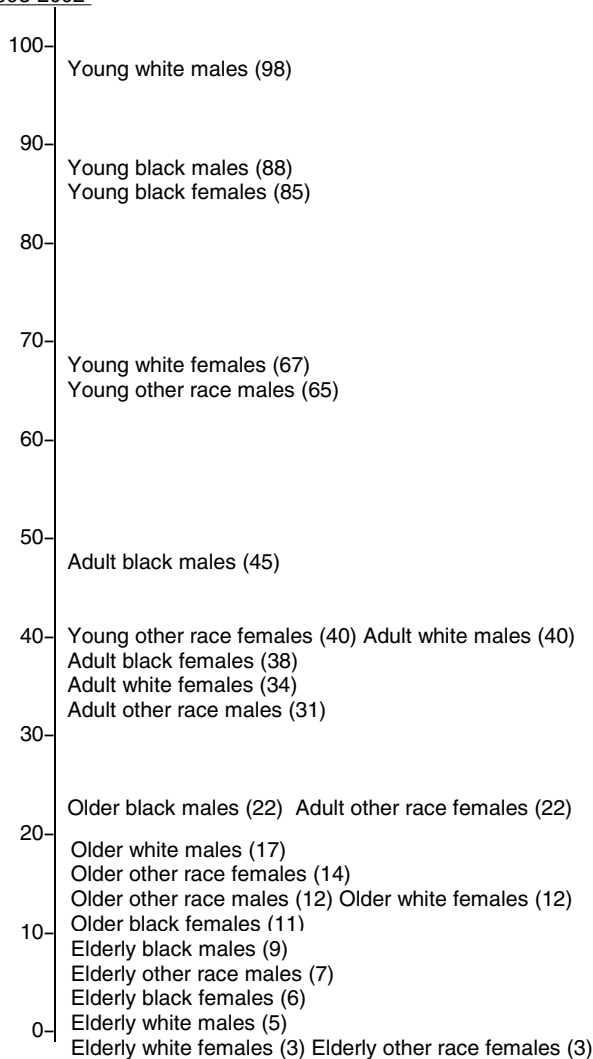 100
Young white males (98)
90
Young black males (88)
Young black females (85)
80
70
Young white females (67)
Young other race males (65)
60
50
Adult black males (45)
40 Young other race females (40) Adult white males (40)
Adult black females (38)
Adult white females (34)
Adult other race males (31)
30
Older black males (22) Adult other race females (22)
20
Older white males (17)
Older other race females (14)
Older other race males (12) Older white females (12)
Older black females (11)
10
Elderly black males (9)
Elderly other race males (7)
Elderly black females (6)
0 Elderly white males (5)
Elderly white females (3) Elderly other race females (3)